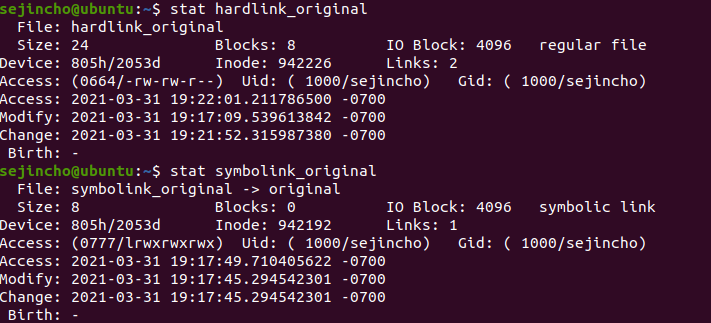 sejincho@ubuntu:~$ stat hardlink_original
  File: hardlink_original
  Size: 24              Blocks: 8          IO Block: 4096   regular file
Device: 805h/2053d      Inode: 942226      Links: 2
Access: (0664/-rw-rw-r--)  Uid: ( 1000/sejincho)   Gid: ( 1000/sejincho)
Access: 2021-03-31 19:22:01.211786500 -0700
Modify: 2021-03-31 19:17:09.539613842 -0700
Change: 2021-03-31 19:21:52.315987380 -0700
 Birth: -
sejincho@ubuntu:~$ stat symbolink_original
  File: symbolink_original -> original
  Size: 8               Blocks: 0          IO Block: 4096   symbolic link
Device: 805h/2053d      Inode: 942192      Links: 1
Access: (0777/lrwxrwxrwx)  Uid: ( 1000/sejincho)   Gid: ( 1000/sejincho)
Access: 2021-03-31 19:17:49.710405622 -0700
Modify: 2021-03-31 19:17:45.294542301 -0700
Change: 2021-03-31 19:17:45.294542301 -0700
 Birth: -